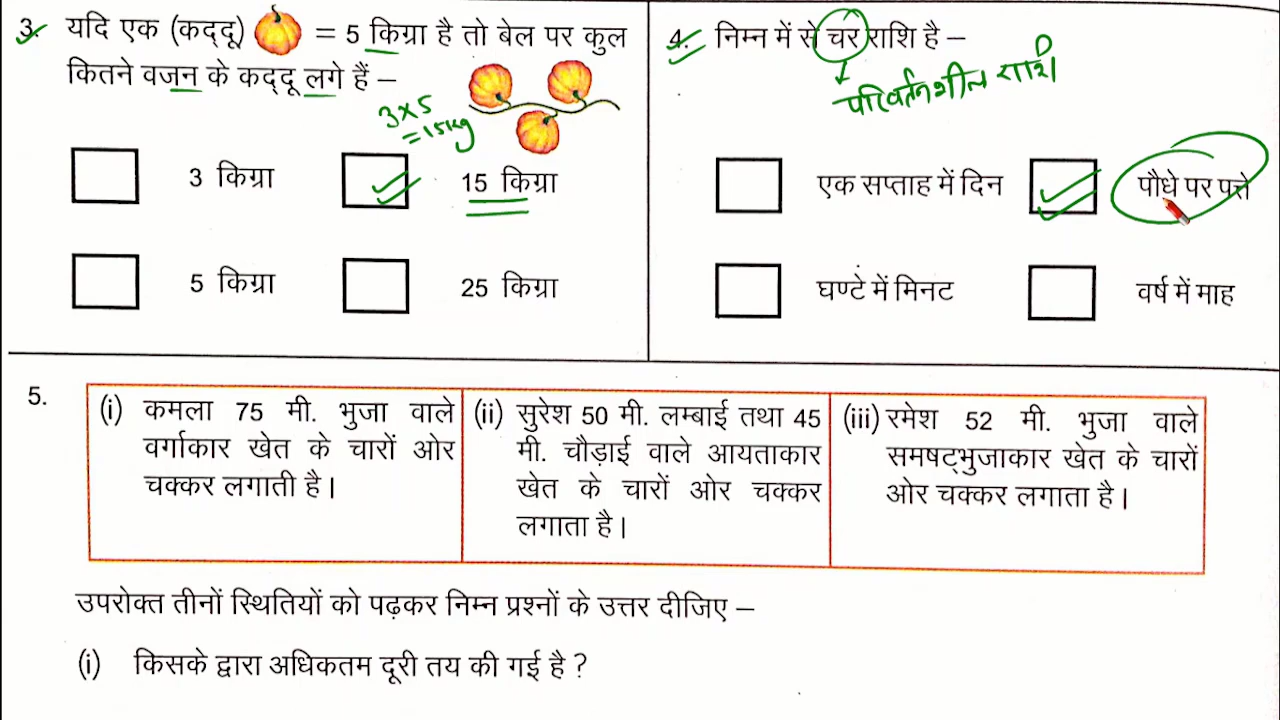 3. यदि एक (कद्दू) = 5 किग्रा है तो बेल पर कुल
कितने वजन के कद्दू लगे हैं –
3×5
=15kg
3 किग्रा
15 किग्रा
5 किग्रा
25 किग्रा
4. निम्न में से चर राशि है –
परिवर्तनशील राशि
एक सप्ताह में दिन
पौधे पर पत्ते
घण्टे में मिनट
वर्ष में माह
5.
(i) कमला 75 मी. भुजा वाले
वर्गाकार खेत के चारों ओर
चक्कर लगाती है।
(ii) सुरेश 50 मी. लम्बाई तथा 45
मी. चौड़ाई वाले आयताकार
खेत के चारों ओर चक्कर
लगाता है।
(iii) रमेश 52 मी. भुजा वाले
समषट्भुजाकार खेत के चारों
ओर चक्कर लगाता है।
उपरोक्त तीनों स्थितियों को पढ़कर निम्न प्रश्नों के उत्तर दीजिए –
(i) किसके द्वारा अधिकतम दूरी तय की गई है ?